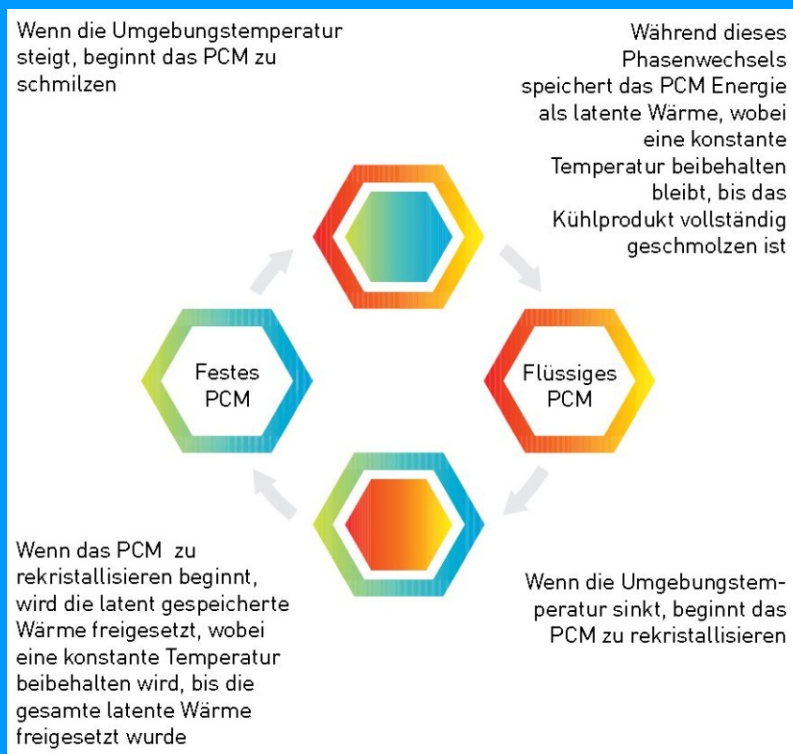 Wenn die Umgebungstemperatur
steigt, beginnt das PCM zu
schmilzen
Während dieses
Phasenwechsels
speichert das PCM Energie
als latente Wärme, wobei
eine konstante
Temperatur beibehalten
bleibt, bis das
Kühlprodukt vollständig
geschmolzen ist
Festes
PCM
Flüssiges
PCM
Wenn das PCM zu
rekristallisieren beginnt,
wird die latent gespeicherte
Wärme freigesetzt, wobei
eine konstante Temperatur
beibehalten wird, bis die
gesamte latente Wärme
freigesetzt wurde
Wenn die Umgebungstem-
peratur sinkt, beginnt das
PCM zu rekristallisieren